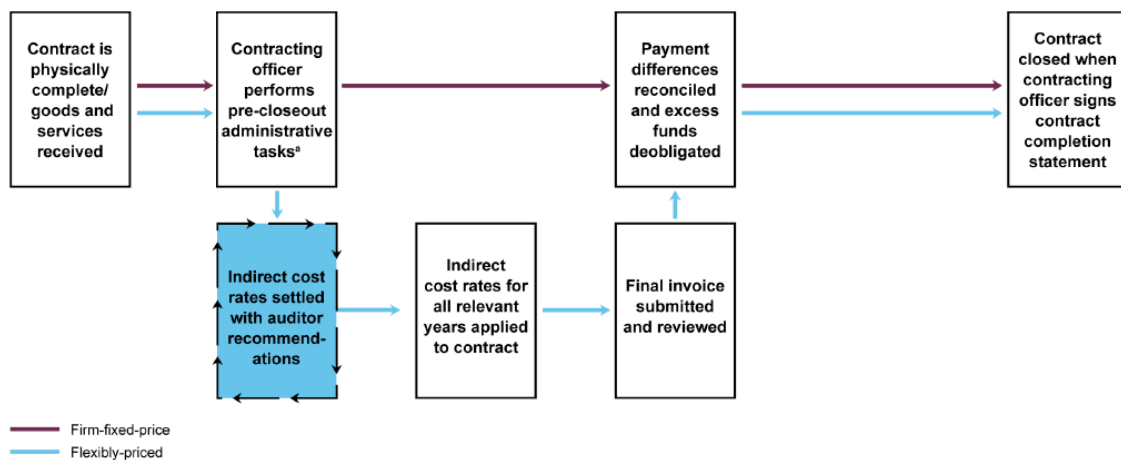 Contract is
physically
complete/
goods and
services
received
Contracting
officer
performs
pre-closeout
administrative
tasksª
Payment
differences
reconciled
and excess
funds
deobligated
Contract
closed when
contracting
officer signs
contract
completion
statement
Indirect cost
rates settled
with auditor
recommend-
ations
Indirect
cost rates for
all relevant
years applied
to contract
Final invoice
submitted
and reviewed
Firm-fixed-price
Flexibly-priced